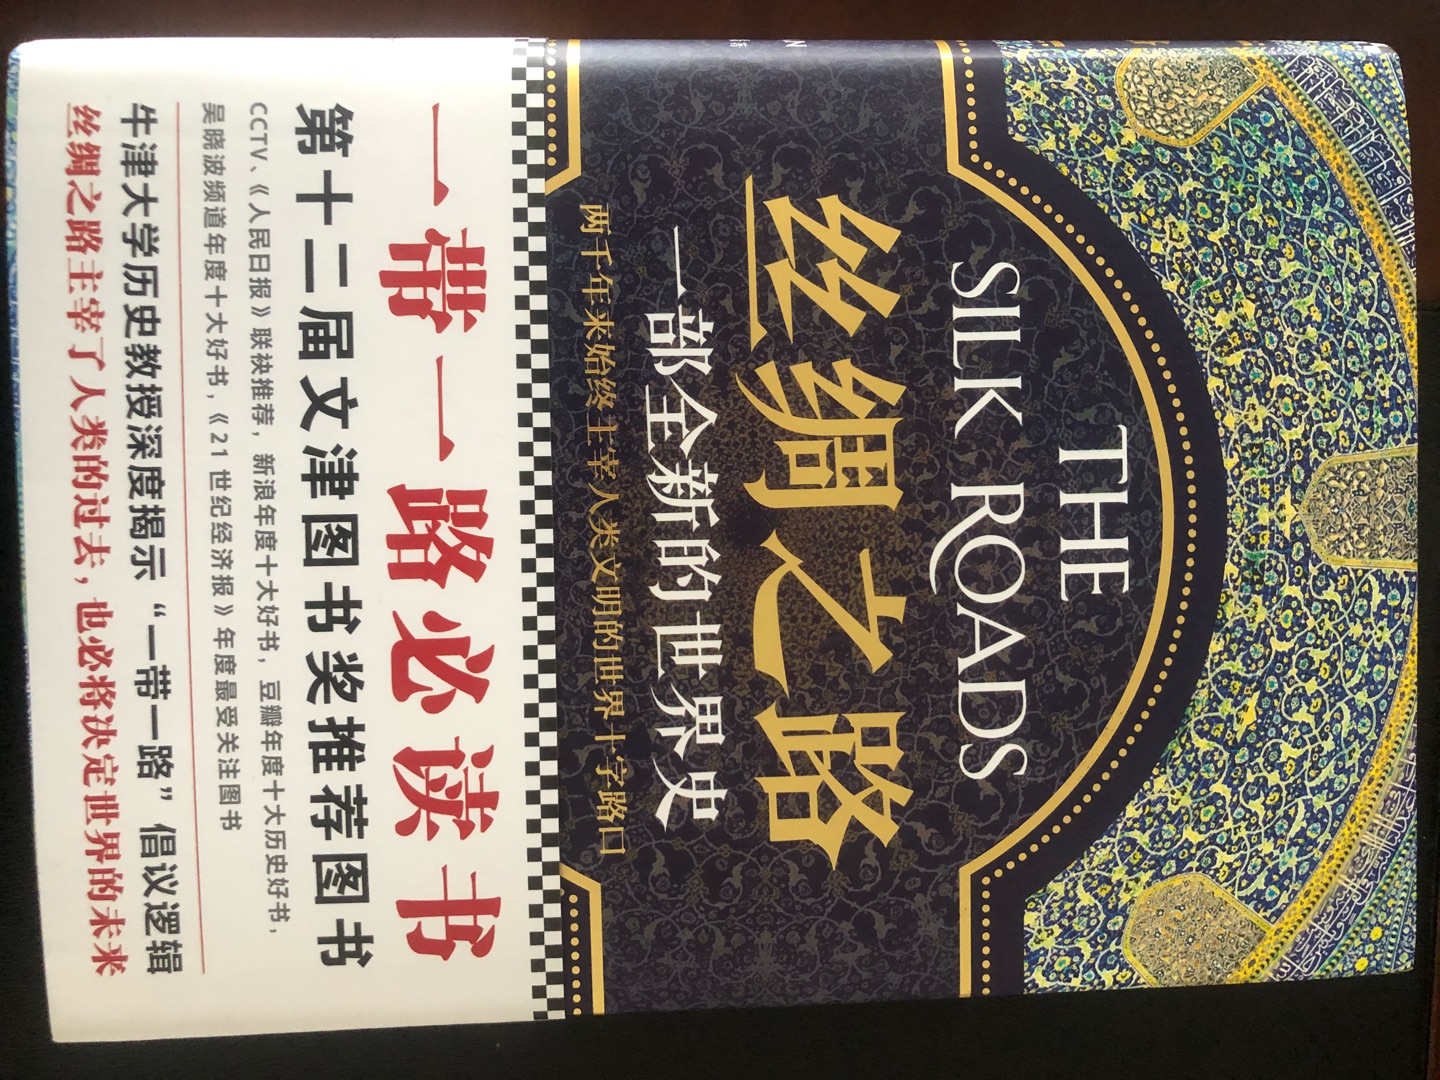 THE
SILK ROADS
丝绸之路
一部全新的世界史
两千年来始终主宰人类文明的世界十字路口
一带一路必读书
第十二届文津图书奖推荐图书
CCTV、《人民日报》联袂推荐，新浪年度十大好书，豆瓣年度十大历史好书，
吴晓波频道年度十大好书，《21世纪经济报》年度最受关注图书
牛津大学历史教授深度揭示“一带一路”倡议逻辑
丝绸之路主宰了人类的过去，也必将决定世界的未来